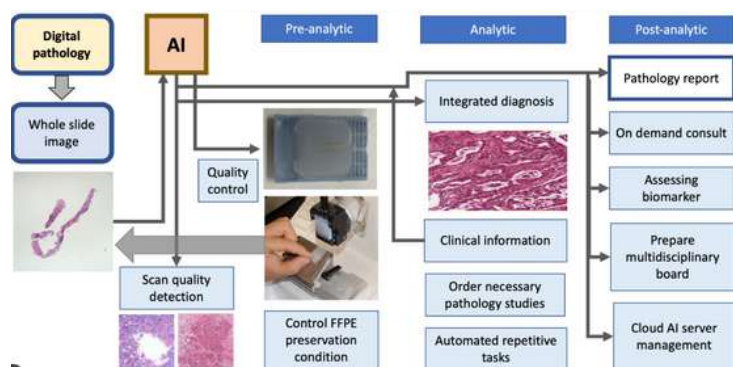 Digital
pathology
Whole slide
image
AI
Scan quality
detection
Pre-analytic
Quality
control
Control FFPE
preservation
condition
Analytic
Integrated diagnosis
Clinical information
Order necessary
pathology studies
Automated repetitive
tasks
Post-analytic
Pathology report
On demand consult
Assessing
biomarker
Prepare
multidisciplinary
board
Cloud AI server
management